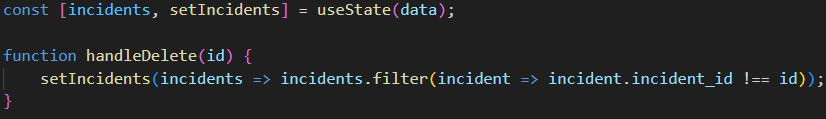 const [incidents, setIncidents] = useState(data);
function handleDelete(id) {
setIncidents(incidents => incidents.filter(incident => incident.incident_id !== id));
}